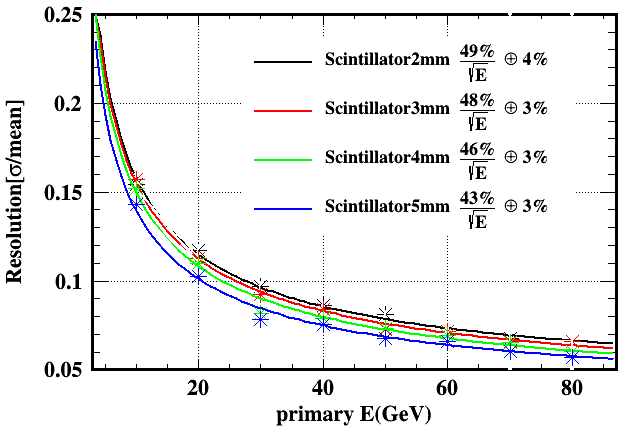 0.25
0.2
0.15
0.1
0.05
Resolution[σ/mean]
Scintillator2mm 49%/√E ⊕ 4%
Scintillator3mm 48%/√E ⊕ 3%
Scintillator4mm 46%/√E ⊕ 3%
Scintillator5mm 43%/√E ⊕ 3%
20 40 60 80
primary E(GeV)